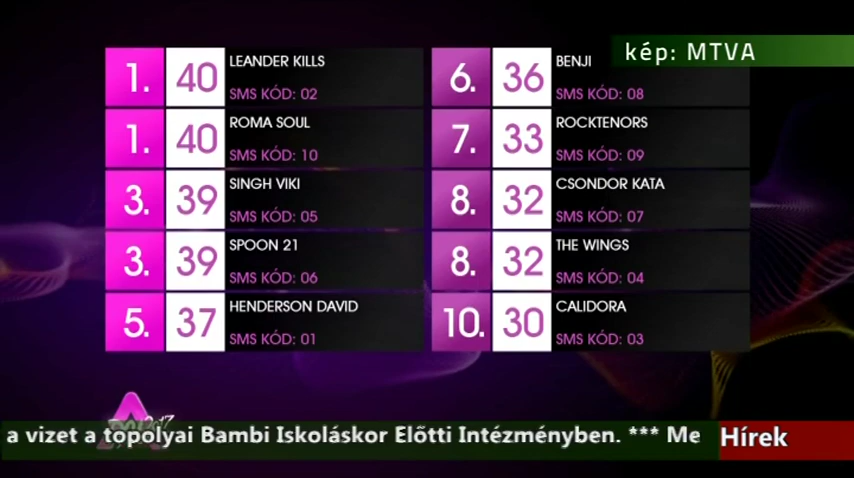 kép: MTVA
1. 40 LEANDER KILLS
SMS KÓD: 02
1. 40 ROMA SOUL
SMS KÓD: 10
3. 39 SINGH VIKI
SMS KÓD: 05
3. 39 SPOON 21
SMS KÓD: 06
5. 37 HENDERSON DAVID
SMS KÓD: 01
6. 36 BENJI
SMS KÓD: 08
7. 33 ROCKTENORS
SMS KÓD: 09
8. 32 CSONDOR KATA
SMS KÓD: 07
8. 32 THE WINGS
SMS KÓD: 04
10. 30 CALIDORA
SMS KÓD: 03
a vizet a topolyai Bambi Iskoláskor Előtti Intézményben. *** Me
Hírek